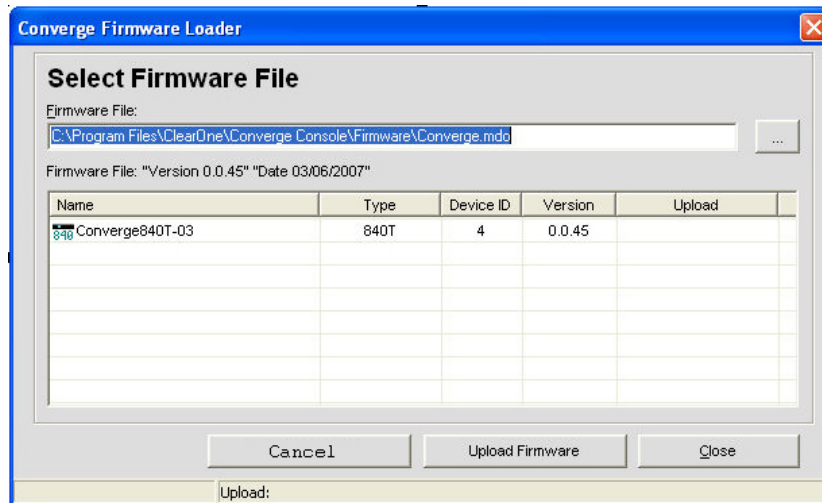 Converge Firmware Loader
Select Firmware File
Firmware File:
C:\Program Files\ClearOne\Converge Console\Firmware\Converge.mdo
...
Firmware File: "Version 0.0.45" "Date 03/06/2007"
Name Type Device ID Version Upload
840 Converge840T-03 840T 4 0.0.45
Cancel Upload Firmware Close
Upload: